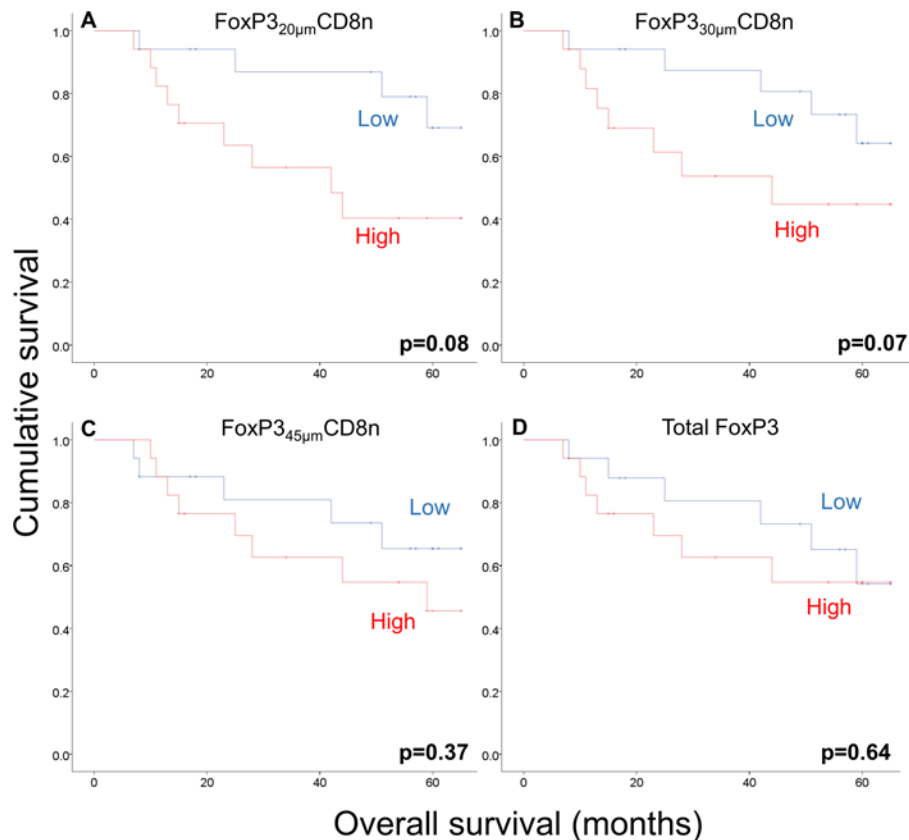 Cumulative survival
A FoxP3₂₀µmCD8n
1.0
0.8
0.6
0.4
0.2
0.0
Low
High
p=0.08
0 20 40 60
B FoxP3₃₀µmCD8n
1.0
0.8
0.6
0.4
0.2
0.0
Low
High
p=0.07
0 20 40 60
C FoxP3₄₅µmCD8n
1.0
0.8
0.6
0.4
0.2
0.0
Low
High
p=0.37
0 20 40 60
D Total FoxP3
1.0
0.8
0.6
0.4
0.2
0.0
Low
High
p=0.64
0 20 40 60
Overall survival (months)